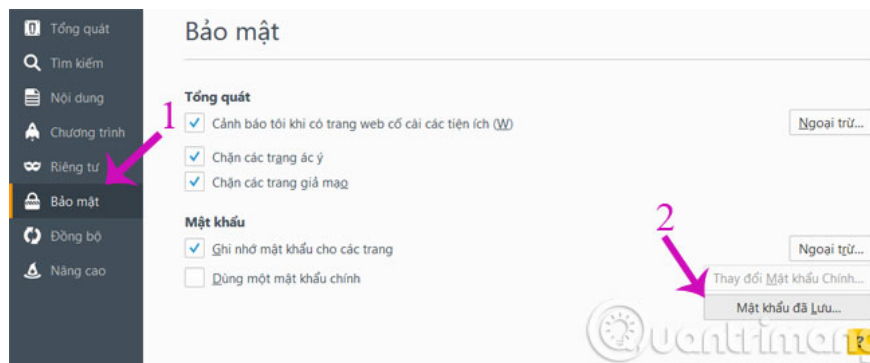 Tổng quát
Tìm kiếm
Nội dung
Chương trình
Riêng tư
Bảo mật
Đồng bộ
Nâng cao
Bảo mật
Tổng quát
Cảnh báo tôi khi có trang web cố cài các tiện ích (W)
Ngoại trừ...
Chặn các trang ác ý
Chặn các trang giả mạo
Mật khẩu
Ghi nhớ mật khẩu cho các trang
Ngoại trừ...
Dùng một mật khẩu chính
Thay đổi Mật khẩu Chính...
Mật khẩu đã Lưu...
1
2
Quantrimang
?